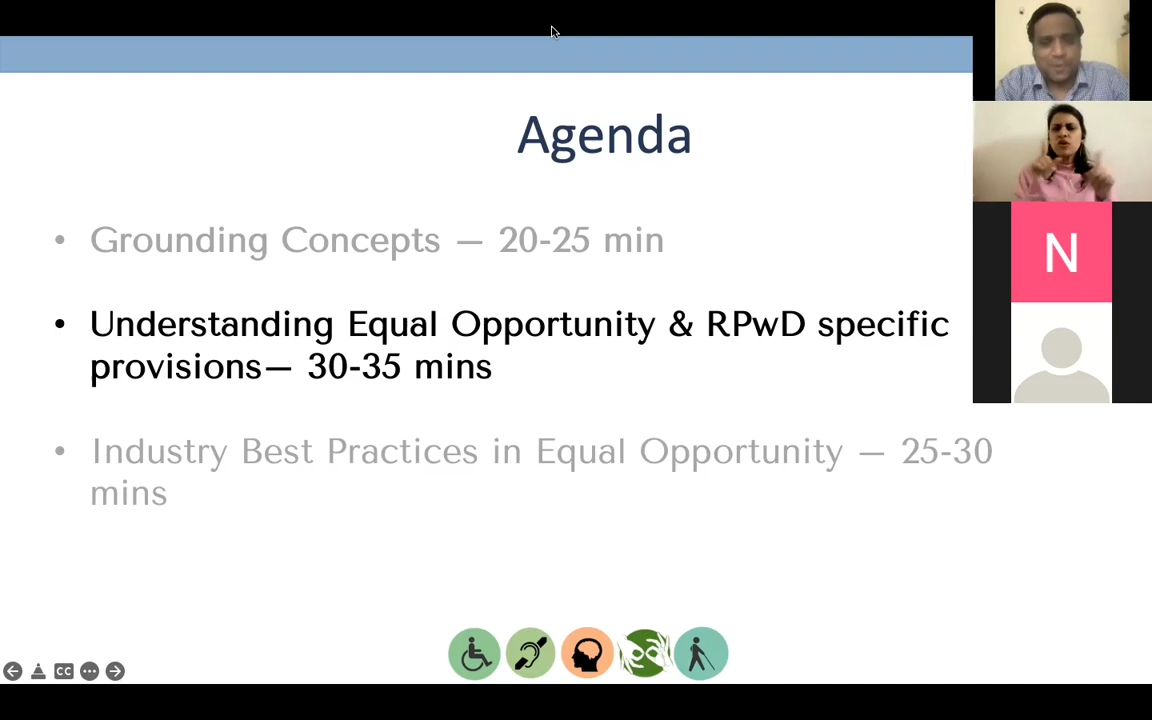 Agenda
• Grounding Concepts – 20-25 min
• Understanding Equal Opportunity & RPwD specific
provisions– 30-35 mins
• Industry Best Practices in Equal Opportunity – 25-30
mins
N
CC